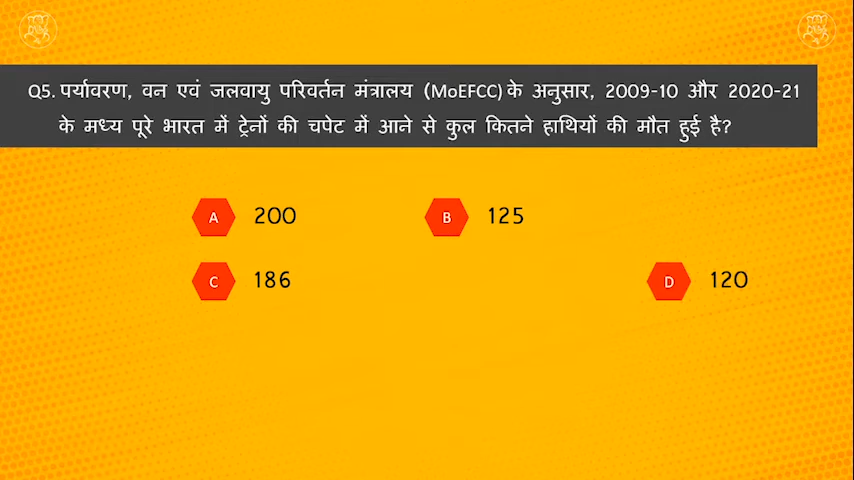 Q5. पर्यावरण, वन एवं जलवायु परिवर्तन मंत्रालय (MoEFCC) के अनुसार, 2009-10 और 2020-21
के मध्य पूरे भारत में ट्रेनों की चपेट में आने से कुल कितने हाथियों की मौत हुई है?
A 200 B 125
C 186 D 120